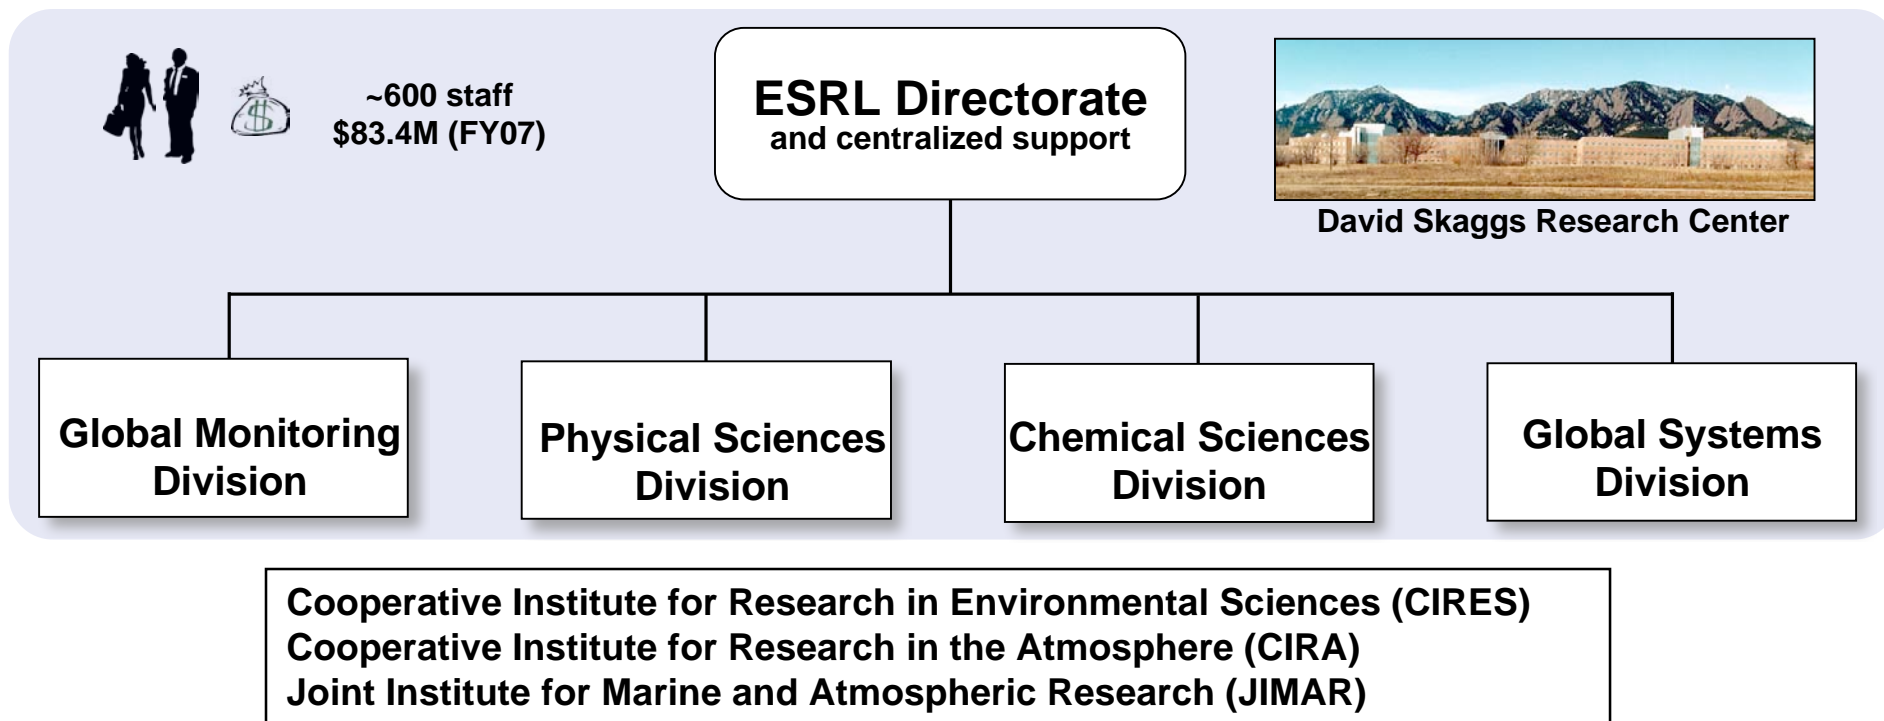 ~600 staff
$83.4M (FY07)
ESRL Directorate
and centralized support
David Skaggs Research Center
Global Monitoring
Division
Physical Sciences
Division
Chemical Sciences
Division
Global Systems
Division
Cooperative Institute for Research in Environmental Sciences (CIRES)
Cooperative Institute for Research in the Atmosphere (CIRA)
Joint Institute for Marine and Atmospheric Research (JIMAR)